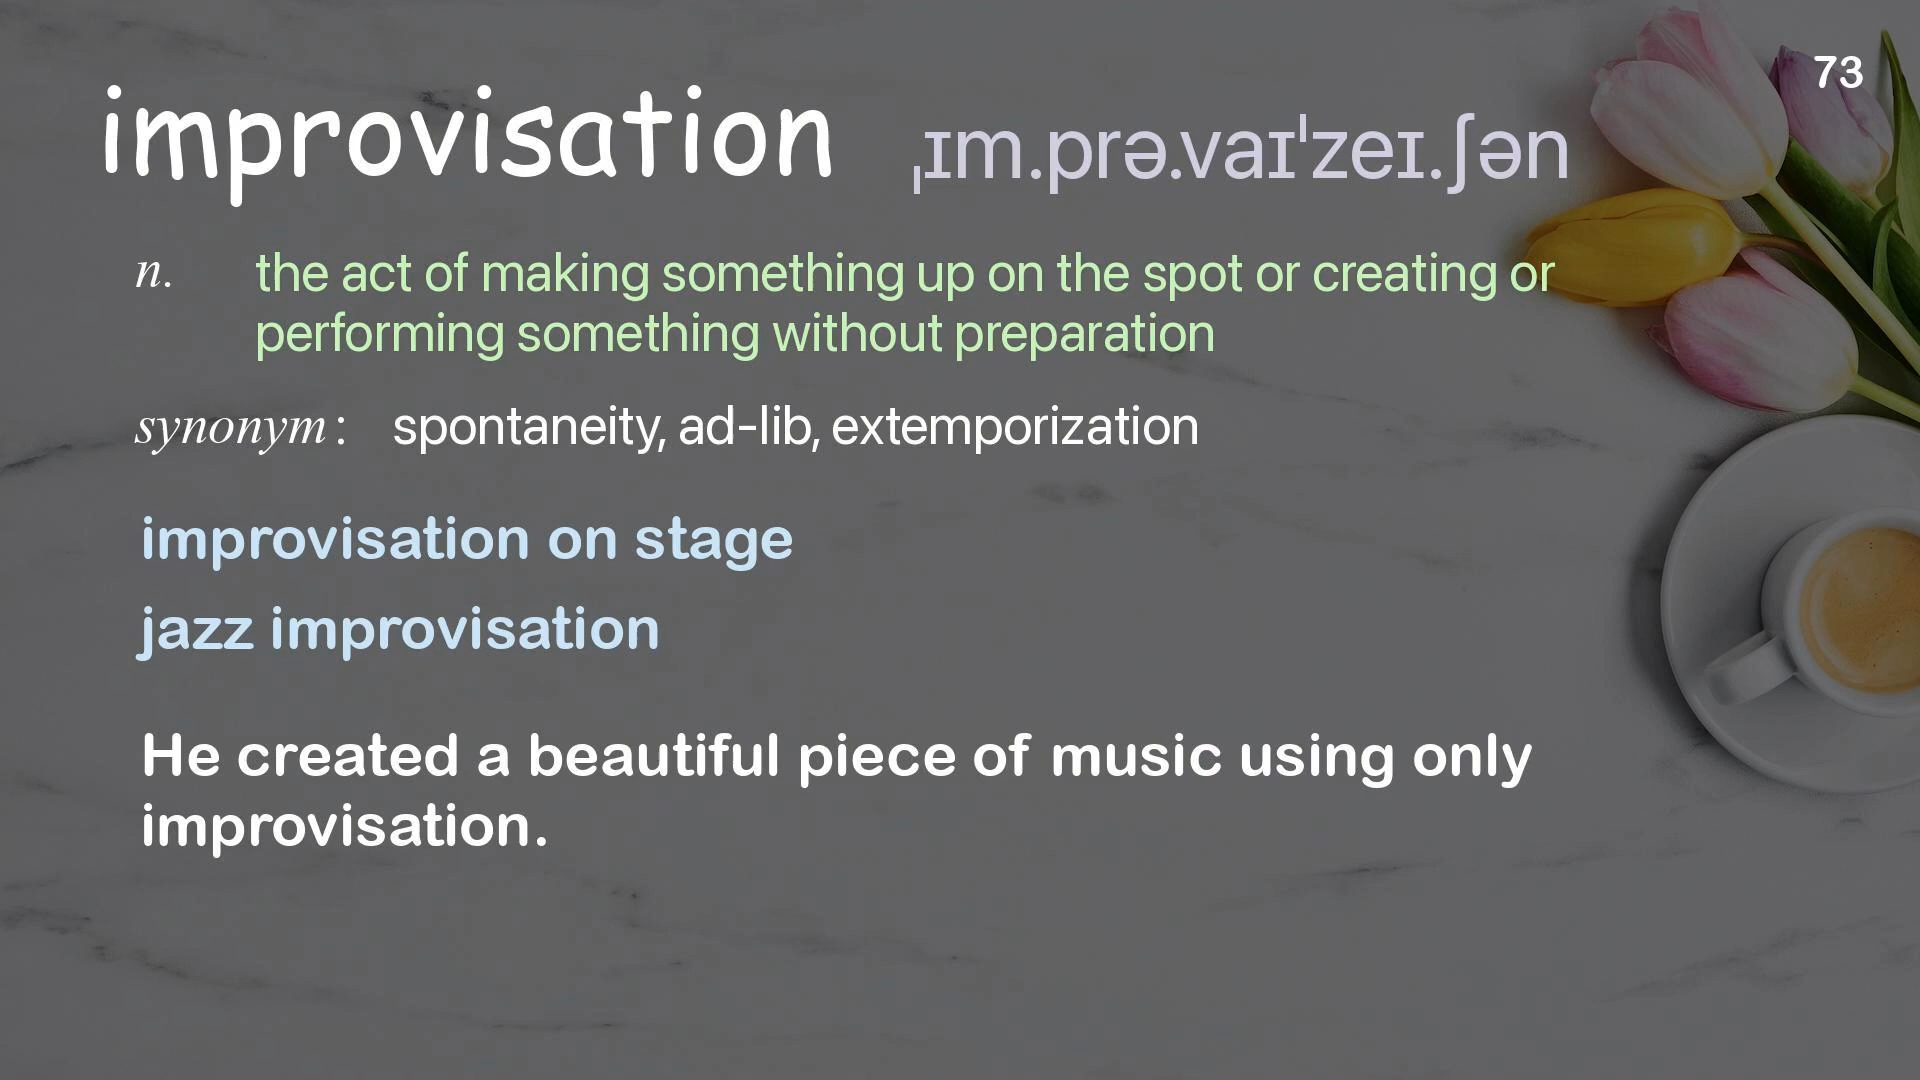 73
improvisation ˌɪm.prə.vaɪˈzeɪ.ʃən
n. the act of making something up on the spot or creating or
performing something without preparation
synonym: spontaneity, ad-lib, extemporization
improvisation on stage
jazz improvisation
He created a beautiful piece of music using only
improvisation.